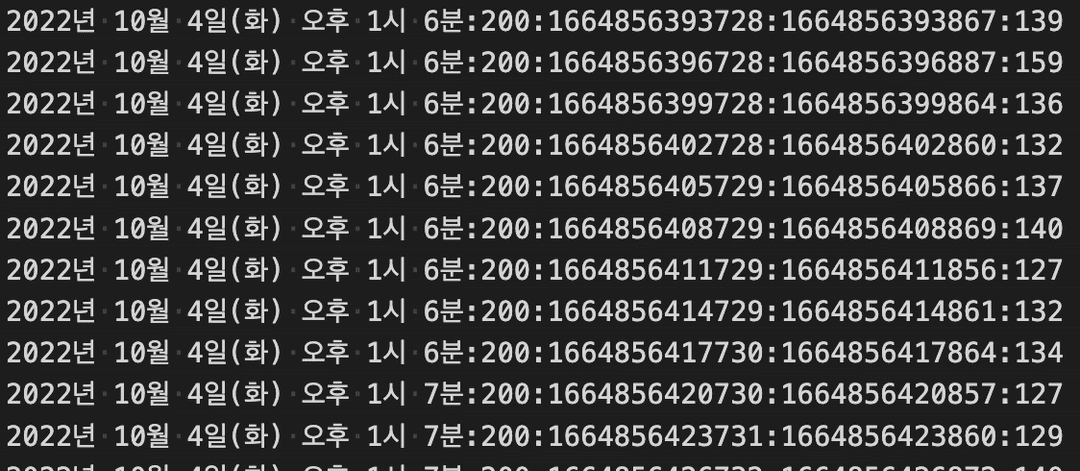 2022년 10월 4일(화) 오후 1시 6분:200:1664856393728:1664856393867:139
2022년 10월 4일(화) 오후 1시 6분:200:1664856396728:1664856396887:159
2022년 10월 4일(화) 오후 1시 6분:200:1664856399728:1664856399864:136
2022년 10월 4일(화) 오후 1시 6분:200:1664856402728:1664856402860:132
2022년 10월 4일(화) 오후 1시 6분:200:1664856405729:1664856405866:137
2022년 10월 4일(화) 오후 1시 6분:200:1664856408729:1664856408869:140
2022년 10월 4일(화) 오후 1시 6분:200:1664856411729:1664856411856:127
2022년 10월 4일(화) 오후 1시 6분:200:1664856414729:1664856414861:132
2022년 10월 4일(화) 오후 1시 6분:200:1664856417730:1664856417864:134
2022년 10월 4일(화) 오후 1시 7분:200:1664856420730:1664856420857:127
2022년 10월 4일(화) 오후 1시 7분:200:1664856423731:1664856423860:129